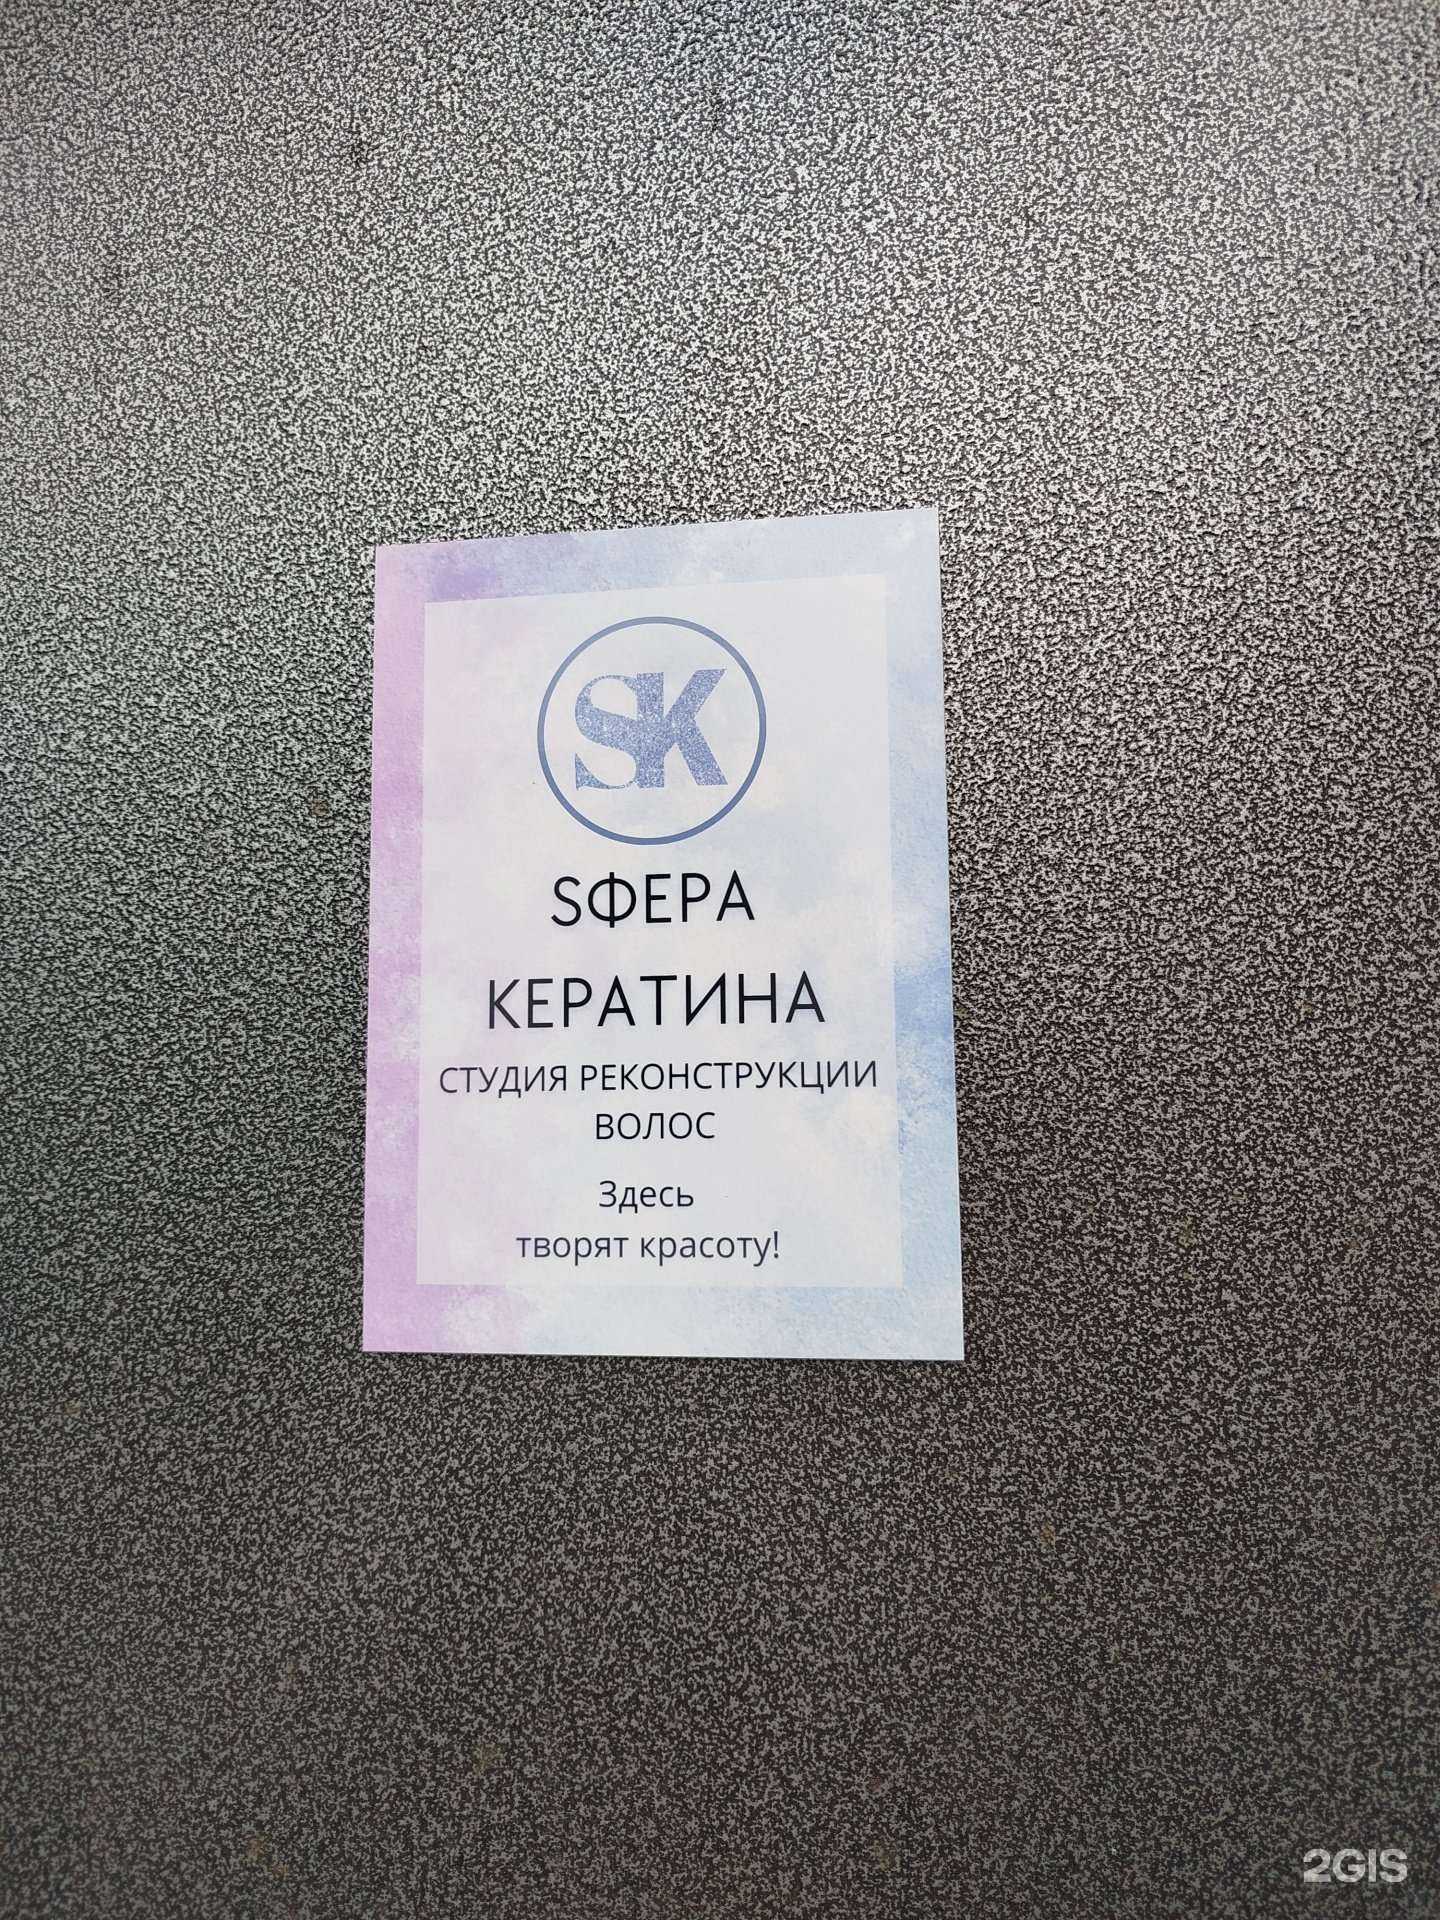 SK
SФЕРА
КЕРАТИНА
СТУДИЯ РЕКОНСТРУКЦИИ
ВОЛОС
Здесь
творят красоту!
2GIS